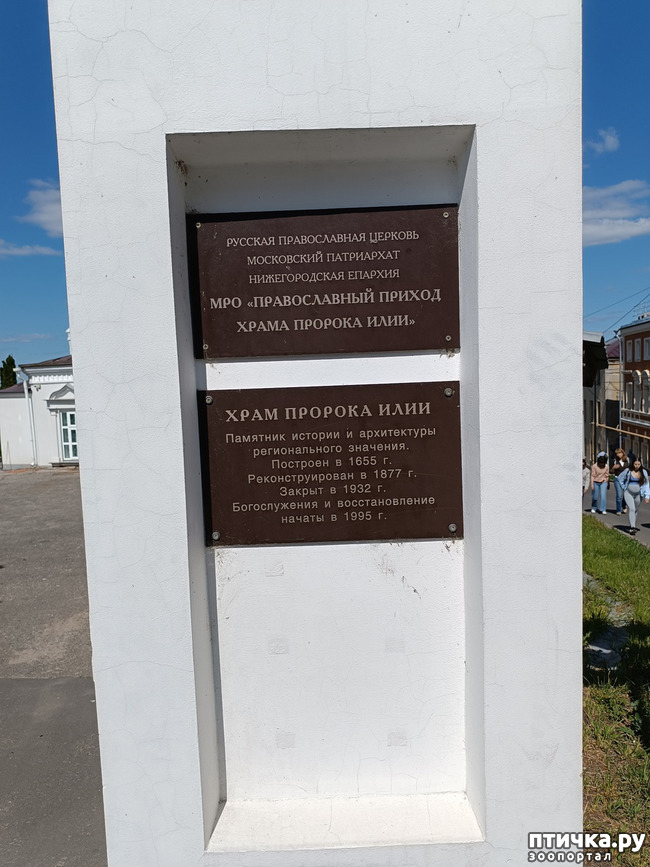 РУССКАЯ ПРАВОСЛАВНАЯ ЦЕРКОВЬ
МОСКОВСКИЙ ПАТРИАРХАТ
НИЖЕГОРОДСКАЯ ЕПАРХИЯ
МРО «ПРАВОСЛАВНЫЙ ПРИХОД
ХРАМА ПРОРОКА ИЛИИ»
ХРАМ ПРОРОКА ИЛИИ
Памятник истории и архитектуры
регионального значения.
Построен в 1655 г.
Реконструирован в 1877 г.
Закрыт в 1932 г.
Богослужения и восстановление
начаты в 1995 г.
птичка.ру
зоопортал